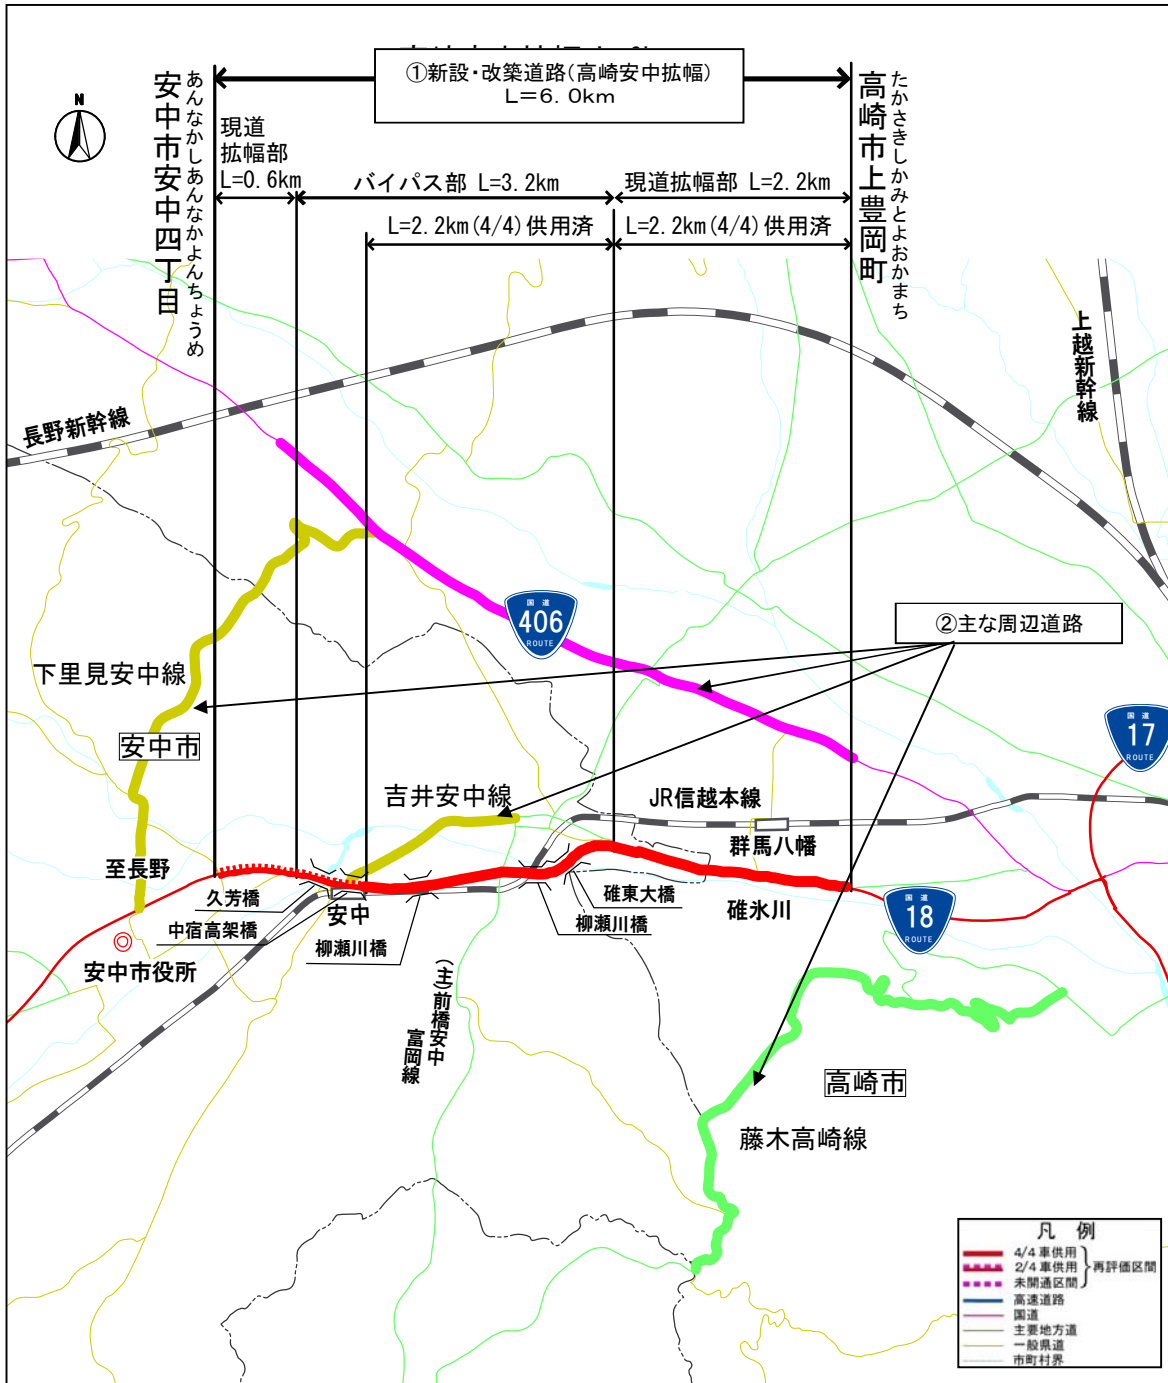 ①新設・改築道路(高崎安中拡幅)
L=6.0km
安中市安中四丁目
あんなかしあんなかよんちょうめ
高崎市上豊岡町
たかさきしかみとよおかまち
N
現道
拡幅部
L=0.6km
バイパス部 L=3.2km
現道拡幅部 L=2.2km
L=2.2km(4/4)供用済
L=2.2km(4/4)供用済
上越新幹線
長野新幹線
国道
406
ROUTE
②主な周辺道路
下里見安中線
国道
17
ROUTE
安中市
吉井安中線
JR信越本線
群馬八幡
至長野
久芳橋
安中
碓東大橋
碓氷川
国道
18
ROUTE
中宿高架橋
柳瀬川橋
柳瀬川橋
安中市役所
(主)前橋安中
富岡線
高崎市
藤木高崎線
凡 例
4/4車供用
2/4車供用
再評価区間
未開通区間
高速道路
国道
主要地方道
一般県道
市町村界